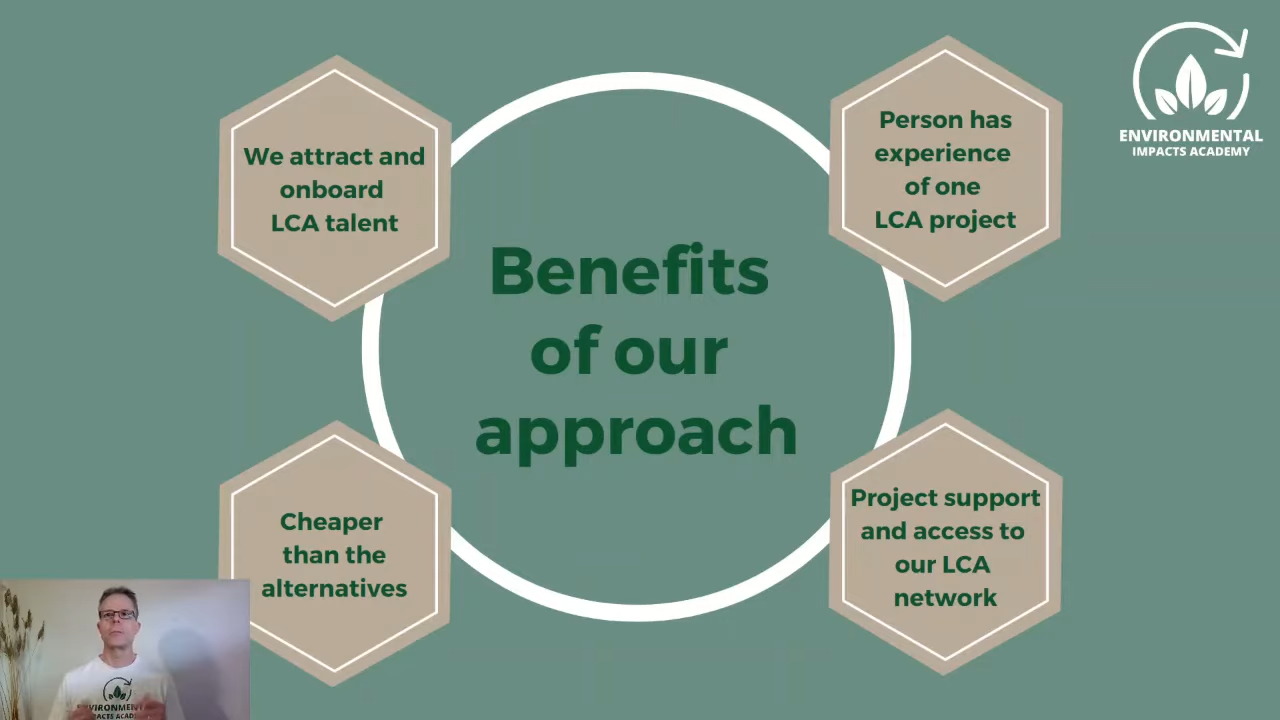 We attract and
onboard
LCA talent
Person has
experience
of one
LCA project
ENVIRONMENTAL
IMPACTS ACADEMY
Benefits
of our
approach
Cheaper
than the
alternatives
Project support
and access to
our LCA
network